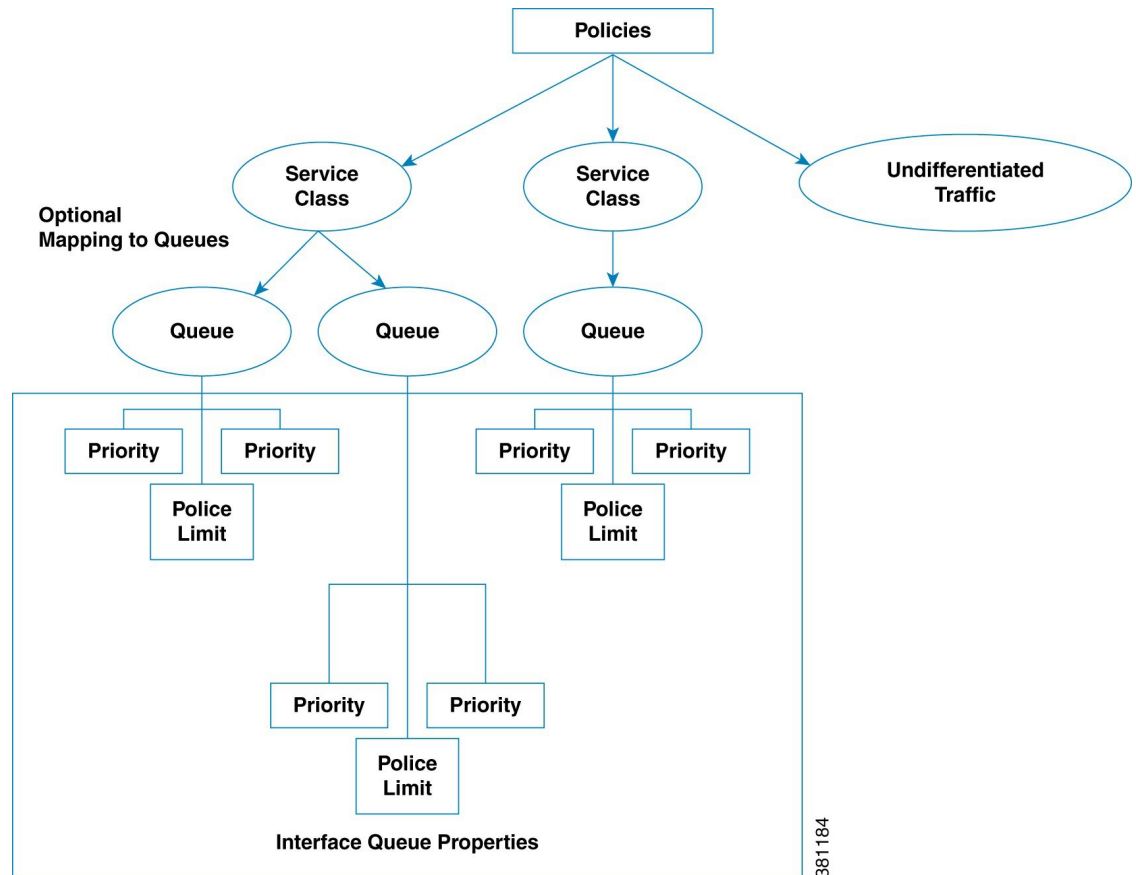 Policies
Service
Class
Service
Class
Undifferentiated
Traffic
Optional
Mapping to Queues
Queue
Queue
Queue
Priority
Priority
Priority
Priority
Police
Limit
Police
Limit
Priority
Priority
Police
Limit
Interface Queue Properties
381184